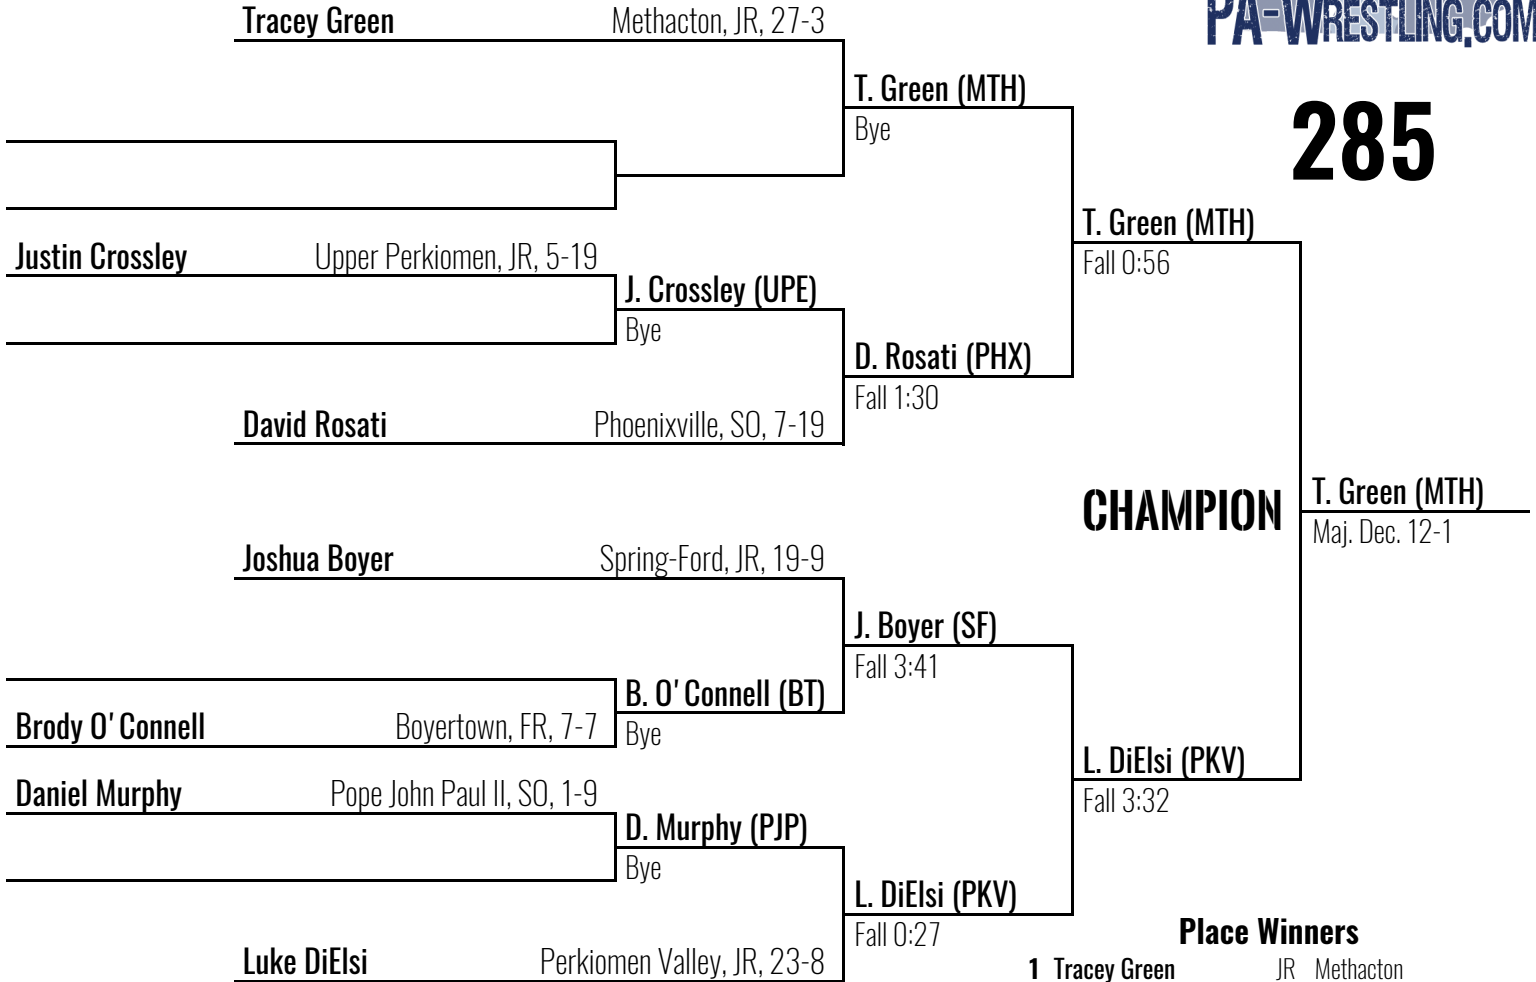 Tracey Green Methacton, JR, 27-3
PA-WRESTLING.COM
T. Green (MTH)
Bye
285
T. Green (MTH)
Fall 0:56
Justin Crossley Upper Perkiomen, JR, 5-19
J. Crossley (UPE)
Bye
D. Rosati (PHX)
Fall 1:30
David Rosati Phoenixville, SO, 7-19
CHAMPION
T. Green (MTH)
Maj. Dec. 12-1
Joshua Boyer Spring-Ford, JR, 19-9
J. Boyer (SF)
Fall 3:41
B. O'Connell (BT)
Bye
Brody O'Connell Boyertown, FR, 7-7
L. DiElsi (PKV)
Fall 3:32
Daniel Murphy Pope John Paul II, SO, 1-9
D. Murphy (PJP)
Bye
L. DiElsi (PKV)
Fall 0:27
Luke DiElsi Perkiomen Valley, JR, 23-8
Place Winners
1 Tracey Green JR Methacton